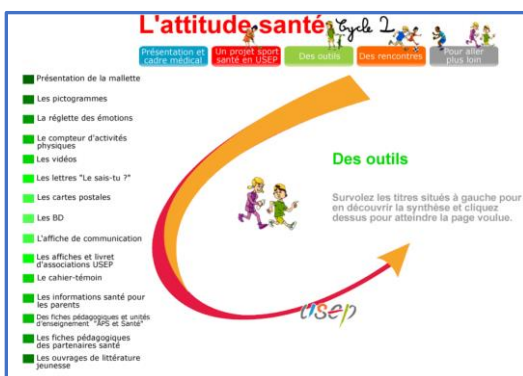 L'attitude santé Cycle 2
Présentation et
cadre médical
Un projet sport
santé en USEP
Des outils
Des rencontres
Pour aller
plus loin
Présentation de la mallette
Les pictogrammes
La réglette des émotions
Le compteur d'activités
physiques
Les vidéos
Les lettres "Le sais-tu ?"
Les cartes postales
Les BD
L'affiche de communication
Les affiches et livret
d'associations USEP
Le cahier-témoin
Les informations santé pour
les parents
Des fiches pédagogiques et unités
d'enseignement "APS et Santé"
Les fiches pédagogiques
des partenaires santé
Les ouvrages de littérature
jeunesse
Des outils
Survolez les titres situés à gauche pour
en découvrir la synthèse et cliquez
dessus pour atteindre la page voulue.
usep